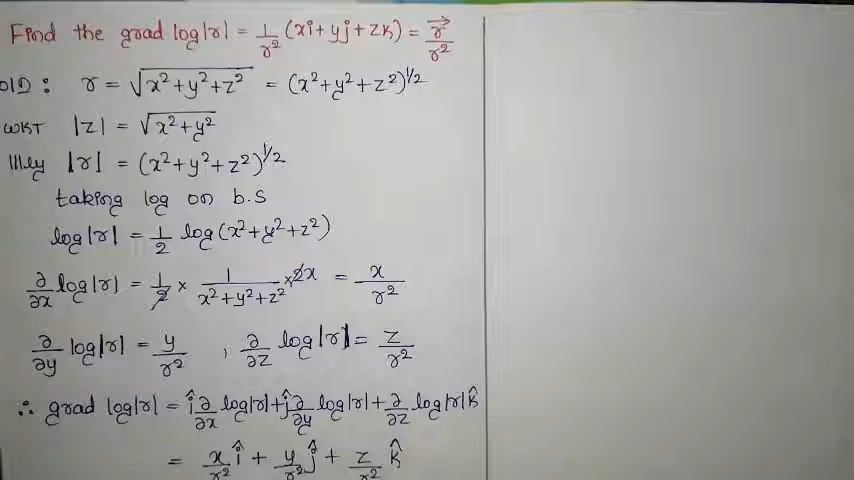 Find the grad log|r| = 1/r² (xi + yj + zk) = r⃗/r²
olⁿ : r = √x²+y²+z² = (x²+y²+z²)^1/2
WKT |z| = √x²+y²
|||ly |r| = (x²+y²+z²)^1/2
taking log on b.s
log|r| = 1/2 log(x²+y²+z²)
∂/∂x log|r| = 1/2 × 1/x²+y²+z² × 2x = x/r²
∂/∂y log|r| = y/r² , ∂/∂z log|r| = z/r²
∴ grad log|r| = î ∂/∂x log|r| + ĵ ∂/∂y log|r| + ∂/∂z log|r| k̂
= x/r² î + y/r² ĵ + z/r² k̂